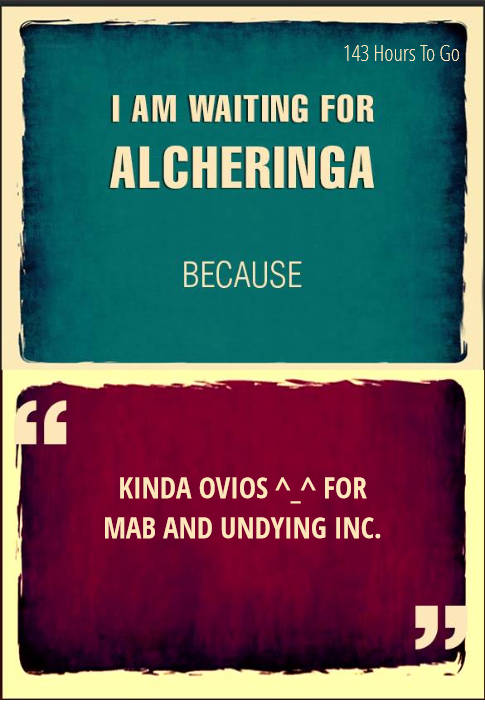 143 Hours To Go
I AM WAITING FOR
ALCHERINGA
BECAUSE
“
KINDA OVIOS ^_^ FOR
MAB AND UNDYING INC.
”